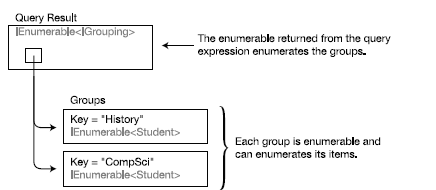 Query Result
IEnumerable<IGrouping>
The enumerable returned from the query
expression enumerates the groups.
Groups
Key = "History"
IEnumerable<Student>
Key = "CompSci"
IEnumerable<Student>
Each group is enumerable and
can enumerates its items.